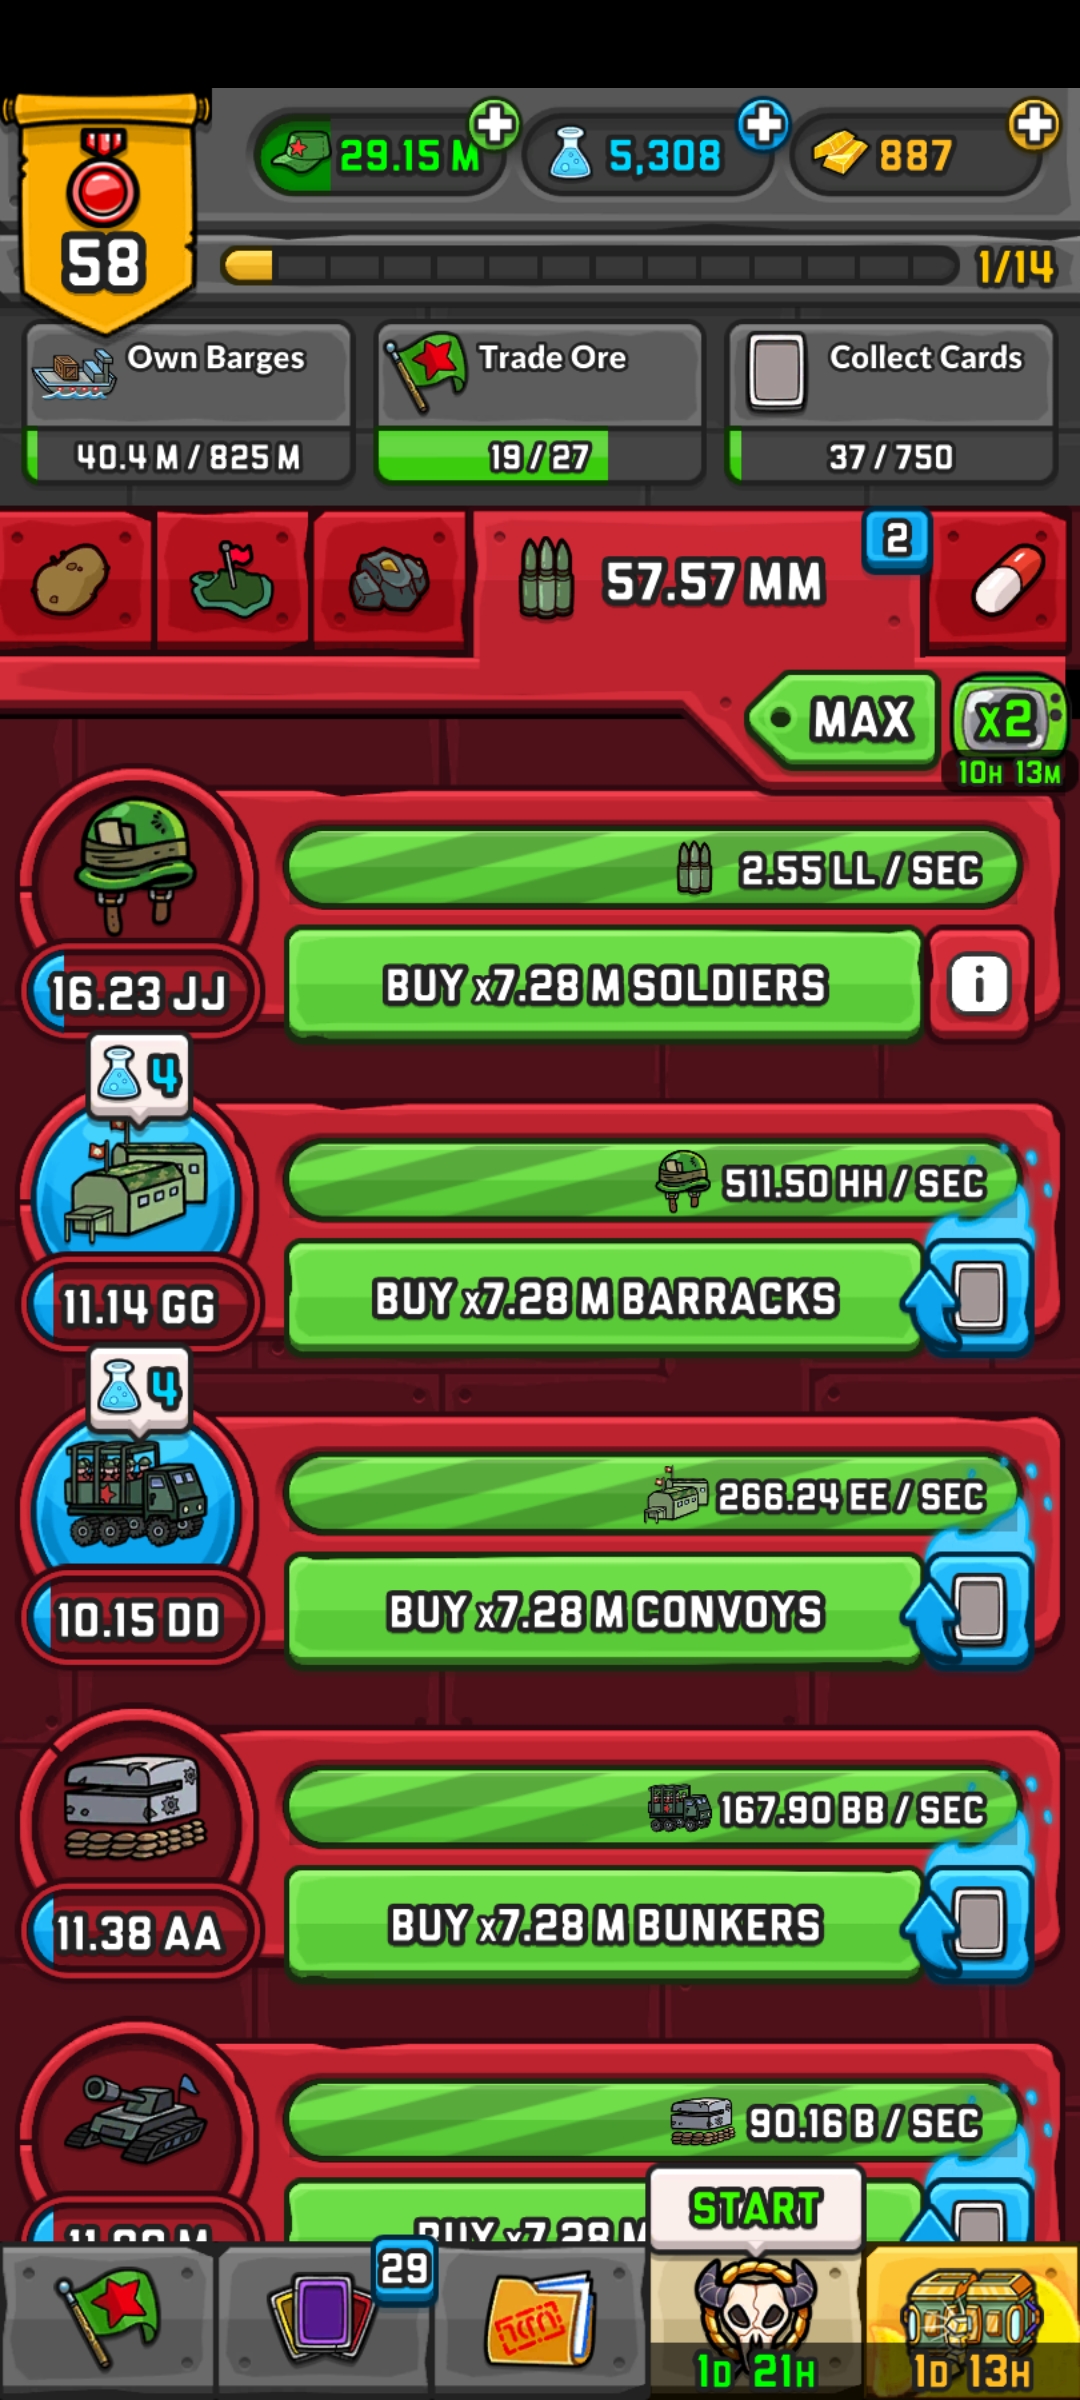 29.15 M
5,308
887
58
1/14
Own Barges
Trade Ore
Collect Cards
40.4 M / 825 M
19 / 27
37 / 750
57.57 MM
2
MAX
x2
10H 13M
2.55 LL / SEC
16.23 JJ
BUY x7.28 M SOLDIERS
i
4
511.50 HH / SEC
11.14 GG
BUY x7.28 M BARRACKS
4
266.24 EE / SEC
10.15 DD
BUY x7.28 M CONVOYS
167.90 BB / SEC
11.38 AA
BUY x7.28 M BUNKERS
90.16 B / SEC
BUY x7.28 M
START
29
1D 21H
1D 13H